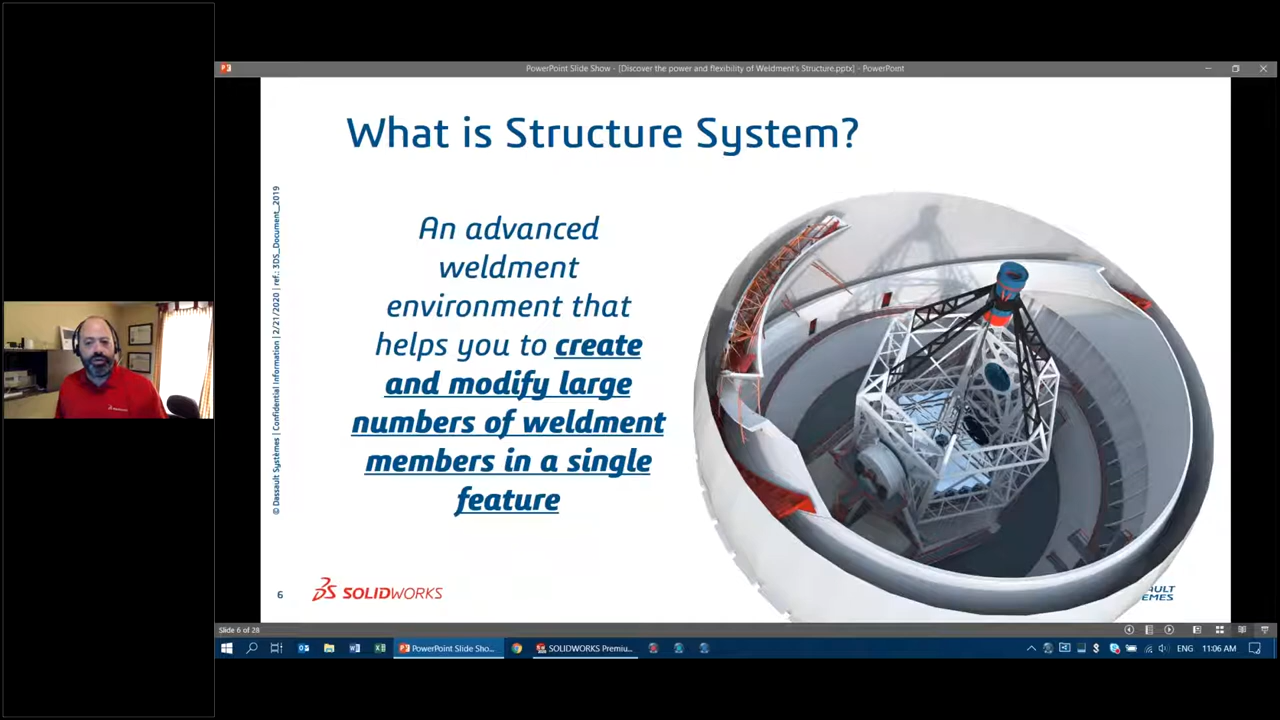 PowerPoint Slide Show - [Discover the power and flexibility of Weldment's Structure.pptx] - PowerPoint
What is Structure System?
© Dassault Systèmes | Confidential Information | 2/21/2020 | ref.: 3DS_Document_2019
An advanced
weldment
environment that
helps you to create
and modify large
numbers of weldment
members in a single
feature
6
SOLIDWORKS
AULT
EMES
Slide 6 of 28
PowerPoint Slide Sho...
SOLIDWORKS Premiu...
ENG
11:06 AM